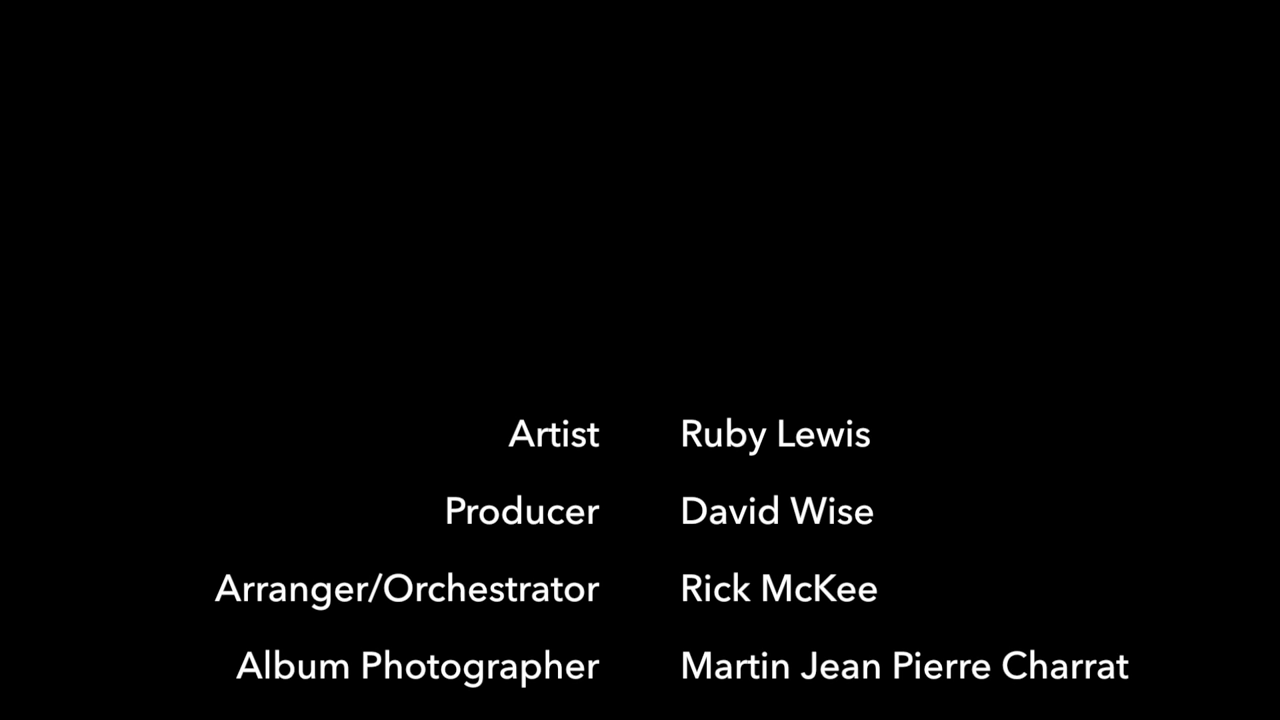 Artist Ruby Lewis
Producer David Wise
Arranger/Orchestrator Rick McKee
Album Photographer Martin Jean Pierre Charrat